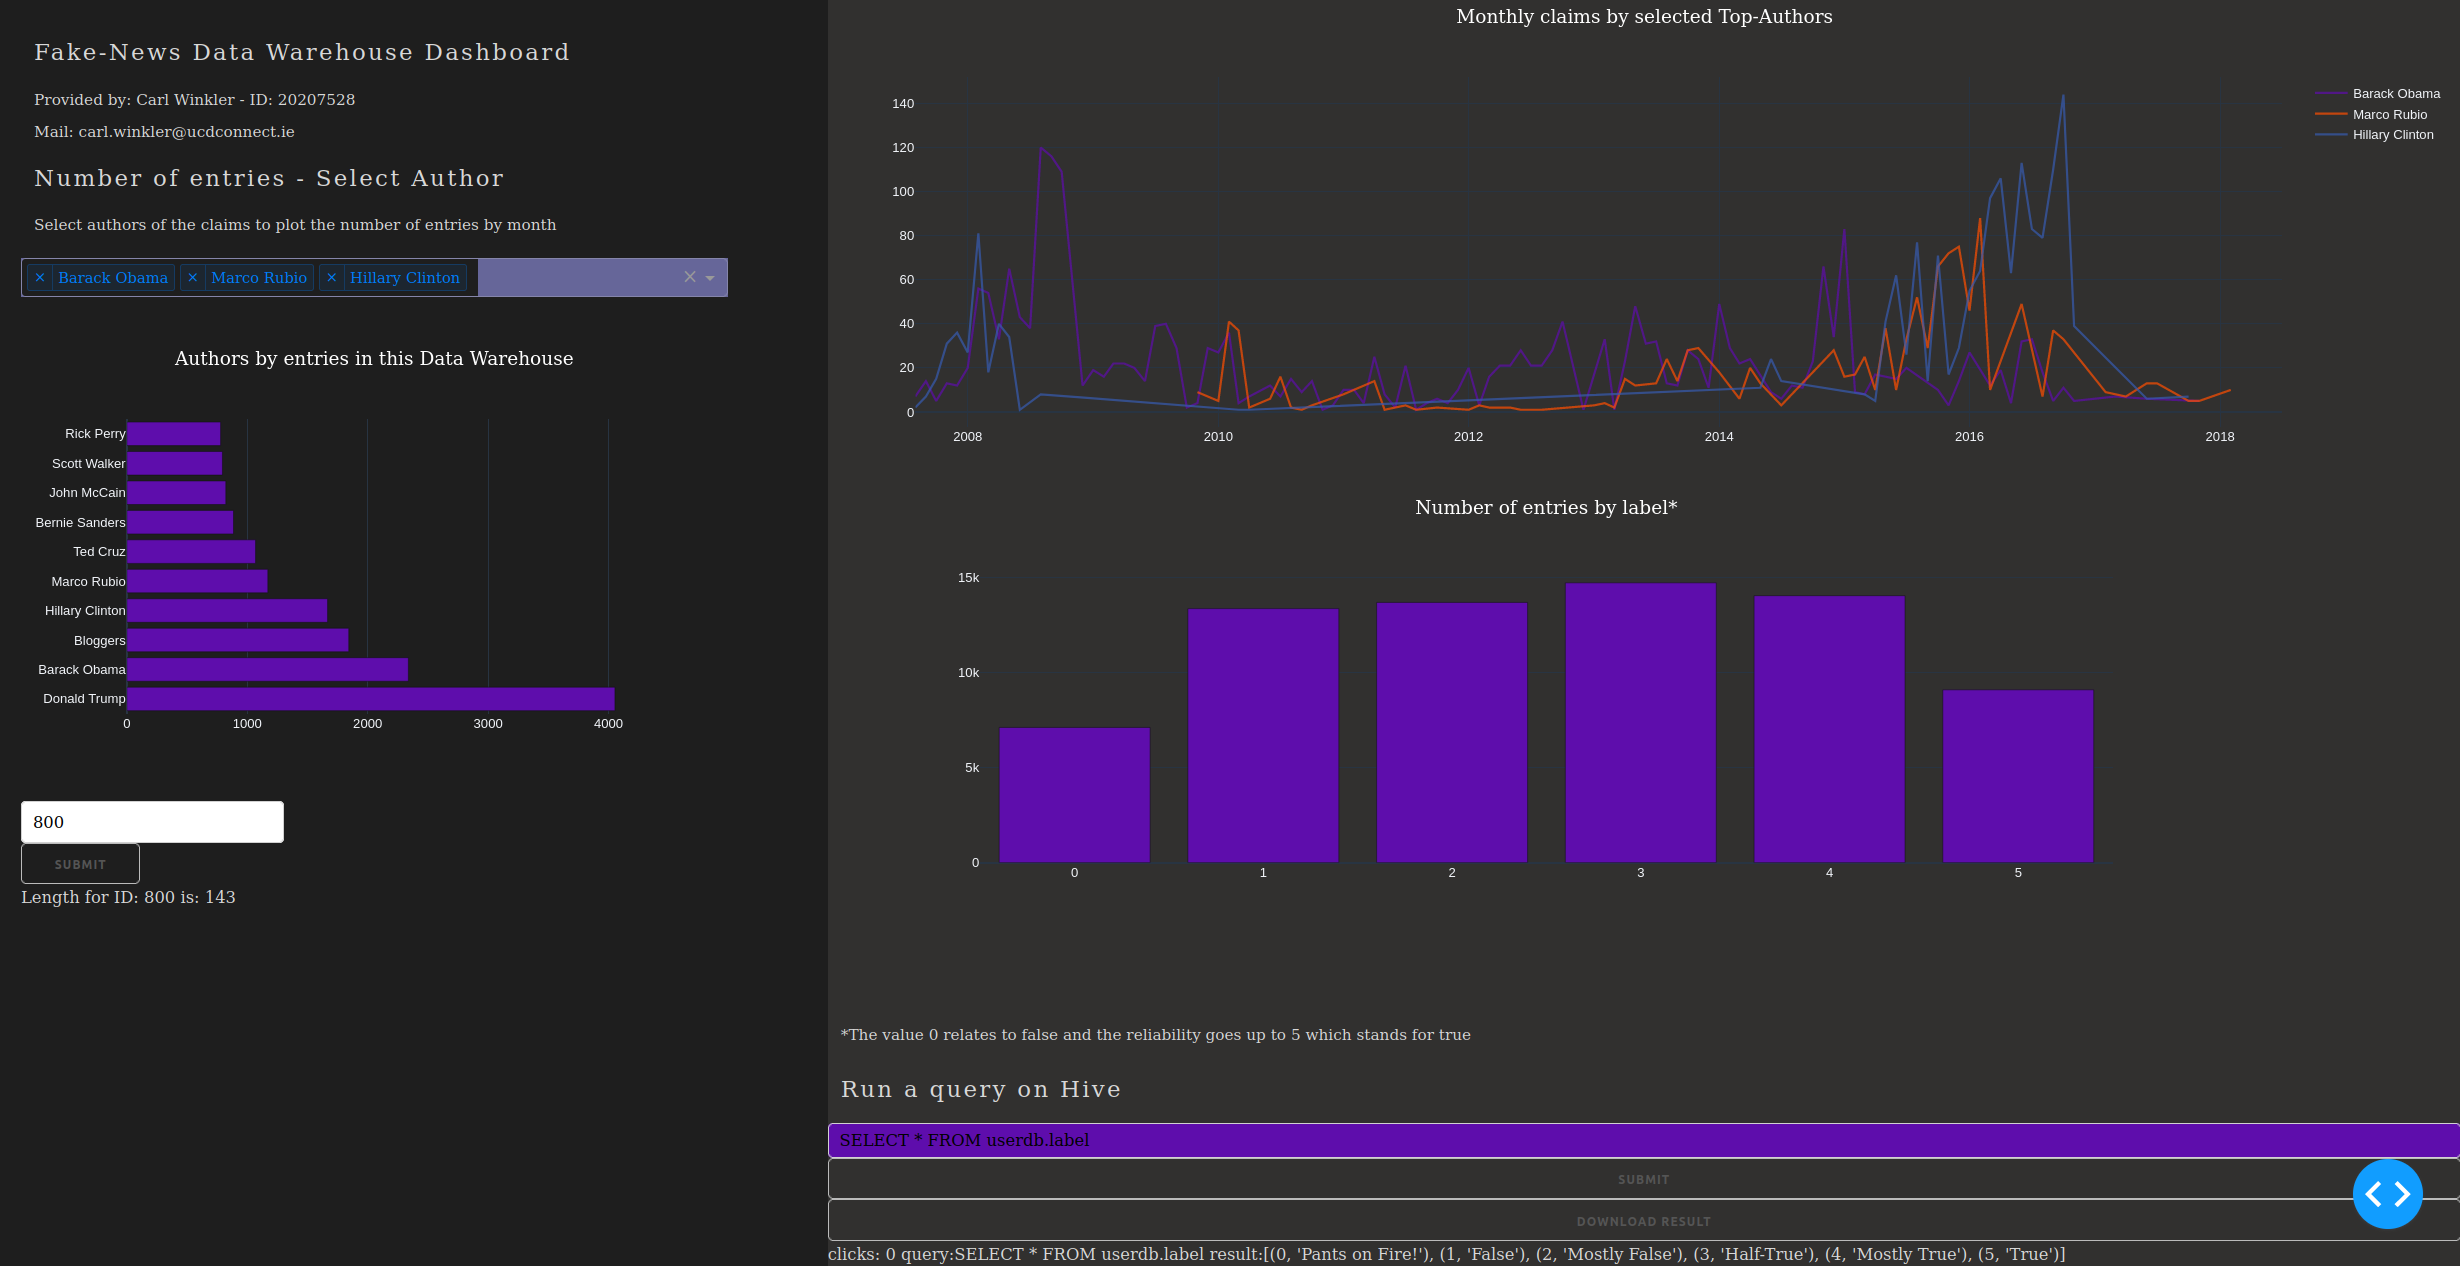 Fake-News Data Warehouse Dashboard
Provided by: Carl Winkler - ID: 20207528
Mail: carl.winkler@ucdconnect.ie
Number of entries - Select Author
Select authors of the claims to plot the number of entries by month
× Barack Obama × Marco Rubio × Hillary Clinton ×
Authors by entries in this Data Warehouse
Rick Perry
Scott Walker
John McCain
Bernie Sanders
Ted Cruz
Marco Rubio
Hillary Clinton
Bloggers
Barack Obama
Donald Trump
0 1000 2000 3000 4000
800
SUBMIT
Length for ID: 800 is: 143
Monthly claims by selected Top-Authors
140
120
100
80
60
40
20
0
2008 2010 2012 2014 2016 2018
Barack Obama
Marco Rubio
Hillary Clinton
Number of entries by label*
15k
10k
5k
0
0 1 2 3 4 5
*The value 0 relates to false and the reliability goes up to 5 which stands for true
Run a query on Hive
SELECT * FROM userdb.label
SUBMIT
DOWNLOAD RESULT
clicks: 0 query:SELECT * FROM userdb.label result:[(0, 'Pants on Fire!'), (1, 'False'), (2, 'Mostly False'), (3, 'Half-True'), (4, 'Mostly True'), (5, 'True')]